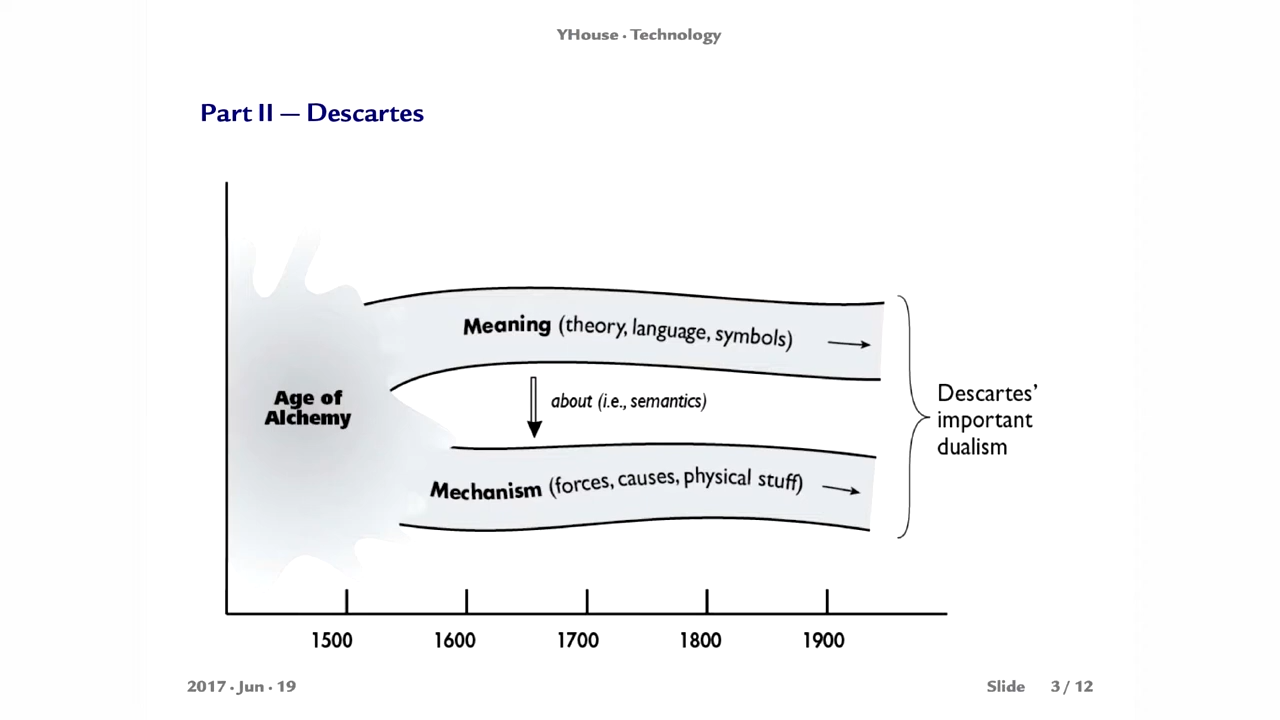 YHouse · Technology
Part II — Descartes
Meaning (theory, language, symbols)
Age of
Alchemy
about (i.e., semantics)
Descartes’
important
dualism
Mechanism (forces, causes, physical stuff)
1500 1600 1700 1800 1900
2017 · Jun · 19 Slide 3 / 12